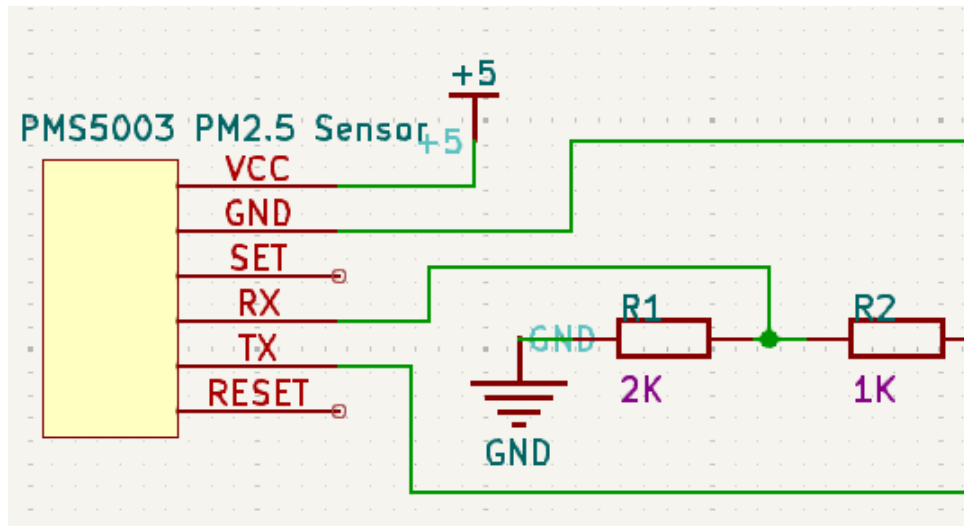 +5
PMS5003 PM2.5 Sensor
+5
VCC
GND
SET
RX
TX
RESET
R1
R2
GND
2K
1K
GND